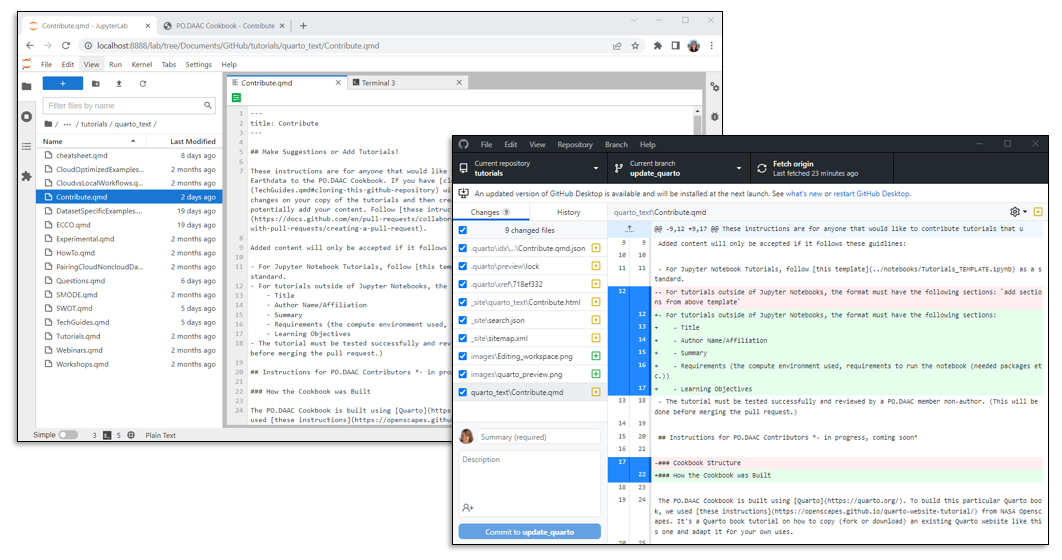 Contribute.qmd - JupyterLab
PO.DAAC Cookbook - Contribute
localhost:8888/lab/tree/Documents/GitHub/tutorials/quarto_text/Contribute.qmd
File Edit View Run Kernel Tabs Settings Help
Filter files by name
/ ··· / tutorials / quarto_text /
Name Last Modified
cheatsheet.qmd 8 days ago
CloudOptimizedExamples.... 2 months ago
CloudvsLocalWorkflows.q... 2 months ago
Contribute.qmd 2 days ago
DatasetSpecificExamples.... 19 days ago
ECCO.qmd 19 days ago
Experimental.qmd 2 months ago
HowTo.qmd 2 months ago
PairingCloudNoncloudDa... 2 months ago
Questions.qmd 6 days ago
SMODE.qmd 2 months ago
SWOT.qmd 2 months ago
TechGuides.qmd 2 months ago
Tutorials.qmd 2 months ago
Webinars.qmd 2 months ago
Workshops.qmd 2 months ago
Simple 3 5 Plain Text
Contribute.qmd Terminal 3
1 ---
2 title: Contribute
3 ---
4
5 ## Make Suggestions or Add Tutorials!
6
7 These instructions are for anyone that would like
Earthdata to the PO.DAAC Cookbook. If you have [cl
(TechGuides.qmd#cloning-this-github-repository) wi
changes on your copy of the tutorials and then cre
potentially add your content. Follow [these intruc
(https://docs.github.com/en/pull-requests/collabor
with-pull-requests/creating-a-pull-request).
8
9 Added content will only be accepted if it follows
10
11 - For Jupyter Notebook Tutorials, follow [this tem
standard.
12 - For tutorials outside of Jupyter Notebooks, the
13 - Title
14 - Author Name/Affiliation
15 - Summary
16 - Requirements (the compute environment used,
17 - Learning Objectives
18 - The tutorial must be tested successfully and rev
before merging the pull request.)
19
20 ## Instructions for PO.DAAC Contributors *- in pro
21
22 ### How the Cookbook was Built
23
24 The PO.DAAC Cookbook is built using [Quarto](https
used [these instructions](https://openscapes.githu
File Edit View Repository Branch Help
Current repository
tutorials
Current branch
update_quarto
Fetch origin
Last fetched 23 minutes ago
An updated version of GitHub Desktop is available and will be installed at the next launch. See what's new or restart GitHub Desktop.
Changes 9 History
9 changed files
.quarto\idx\...\Contribute.qmd.json
.quarto\preview\lock
.quarto\xref\718ef332
_site\quarto_text\Contribute.html
_site\search.json
_site\sitemap.xml
images\Editing_workspace.png
images\quarto_preview.png
quarto_text\Contribute.qmd
Summary (required)
Description
Commit to update_quarto
quarto_text\Contribute.qmd
@@ -9,12 +9,17 @@ These instructions are for anyone that would like to contribute tutorials that u
9 9 Added content will only be accepted if it follows these guidlines:
10 10
11 11 - For Jupyter Notebook Tutorials, follow [this template](../notebooks/Tutorials_TEMPLATE.ipynb) as a s
tandard.
12 -- For tutorials outside of Jupyter Notebooks, the format must have the following sections: `add sectio
ns from above template`
12 +- For tutorials outside of Jupyter Notebooks, the format must have the following sections:
13 + - Title
14 + - Author Name/Affiliation
15 + - Summary
16 + - Requirements (the compute environment used, requirements to run the notebook (needed packages et
c.))
17 + - Learning Objectives
13 18 - The tutorial must be tested successfully and reviewed by a PO.DAAC member non-author. (This will be
done before merging the pull request.)
14 19
15 20 ## Instructions for PO.DAAC Contributors *- in progress, coming soon*
16 21
17 -### Cookbook Structure
22 +### How the Cookbook was Built
18 23
19 24 The PO.DAAC Cookbook is built using [Quarto](https://quarto.org/). To build this particular Quarto boo
k, we used [these instructions](https://openscapes.github.io/quarto-website-tutorial/) from NASA Opensc
apes. It's a Quarto book tutorial on how to copy (fork or download) an existing Quarto website like thi
s one and adapt it for your own uses.
20 25